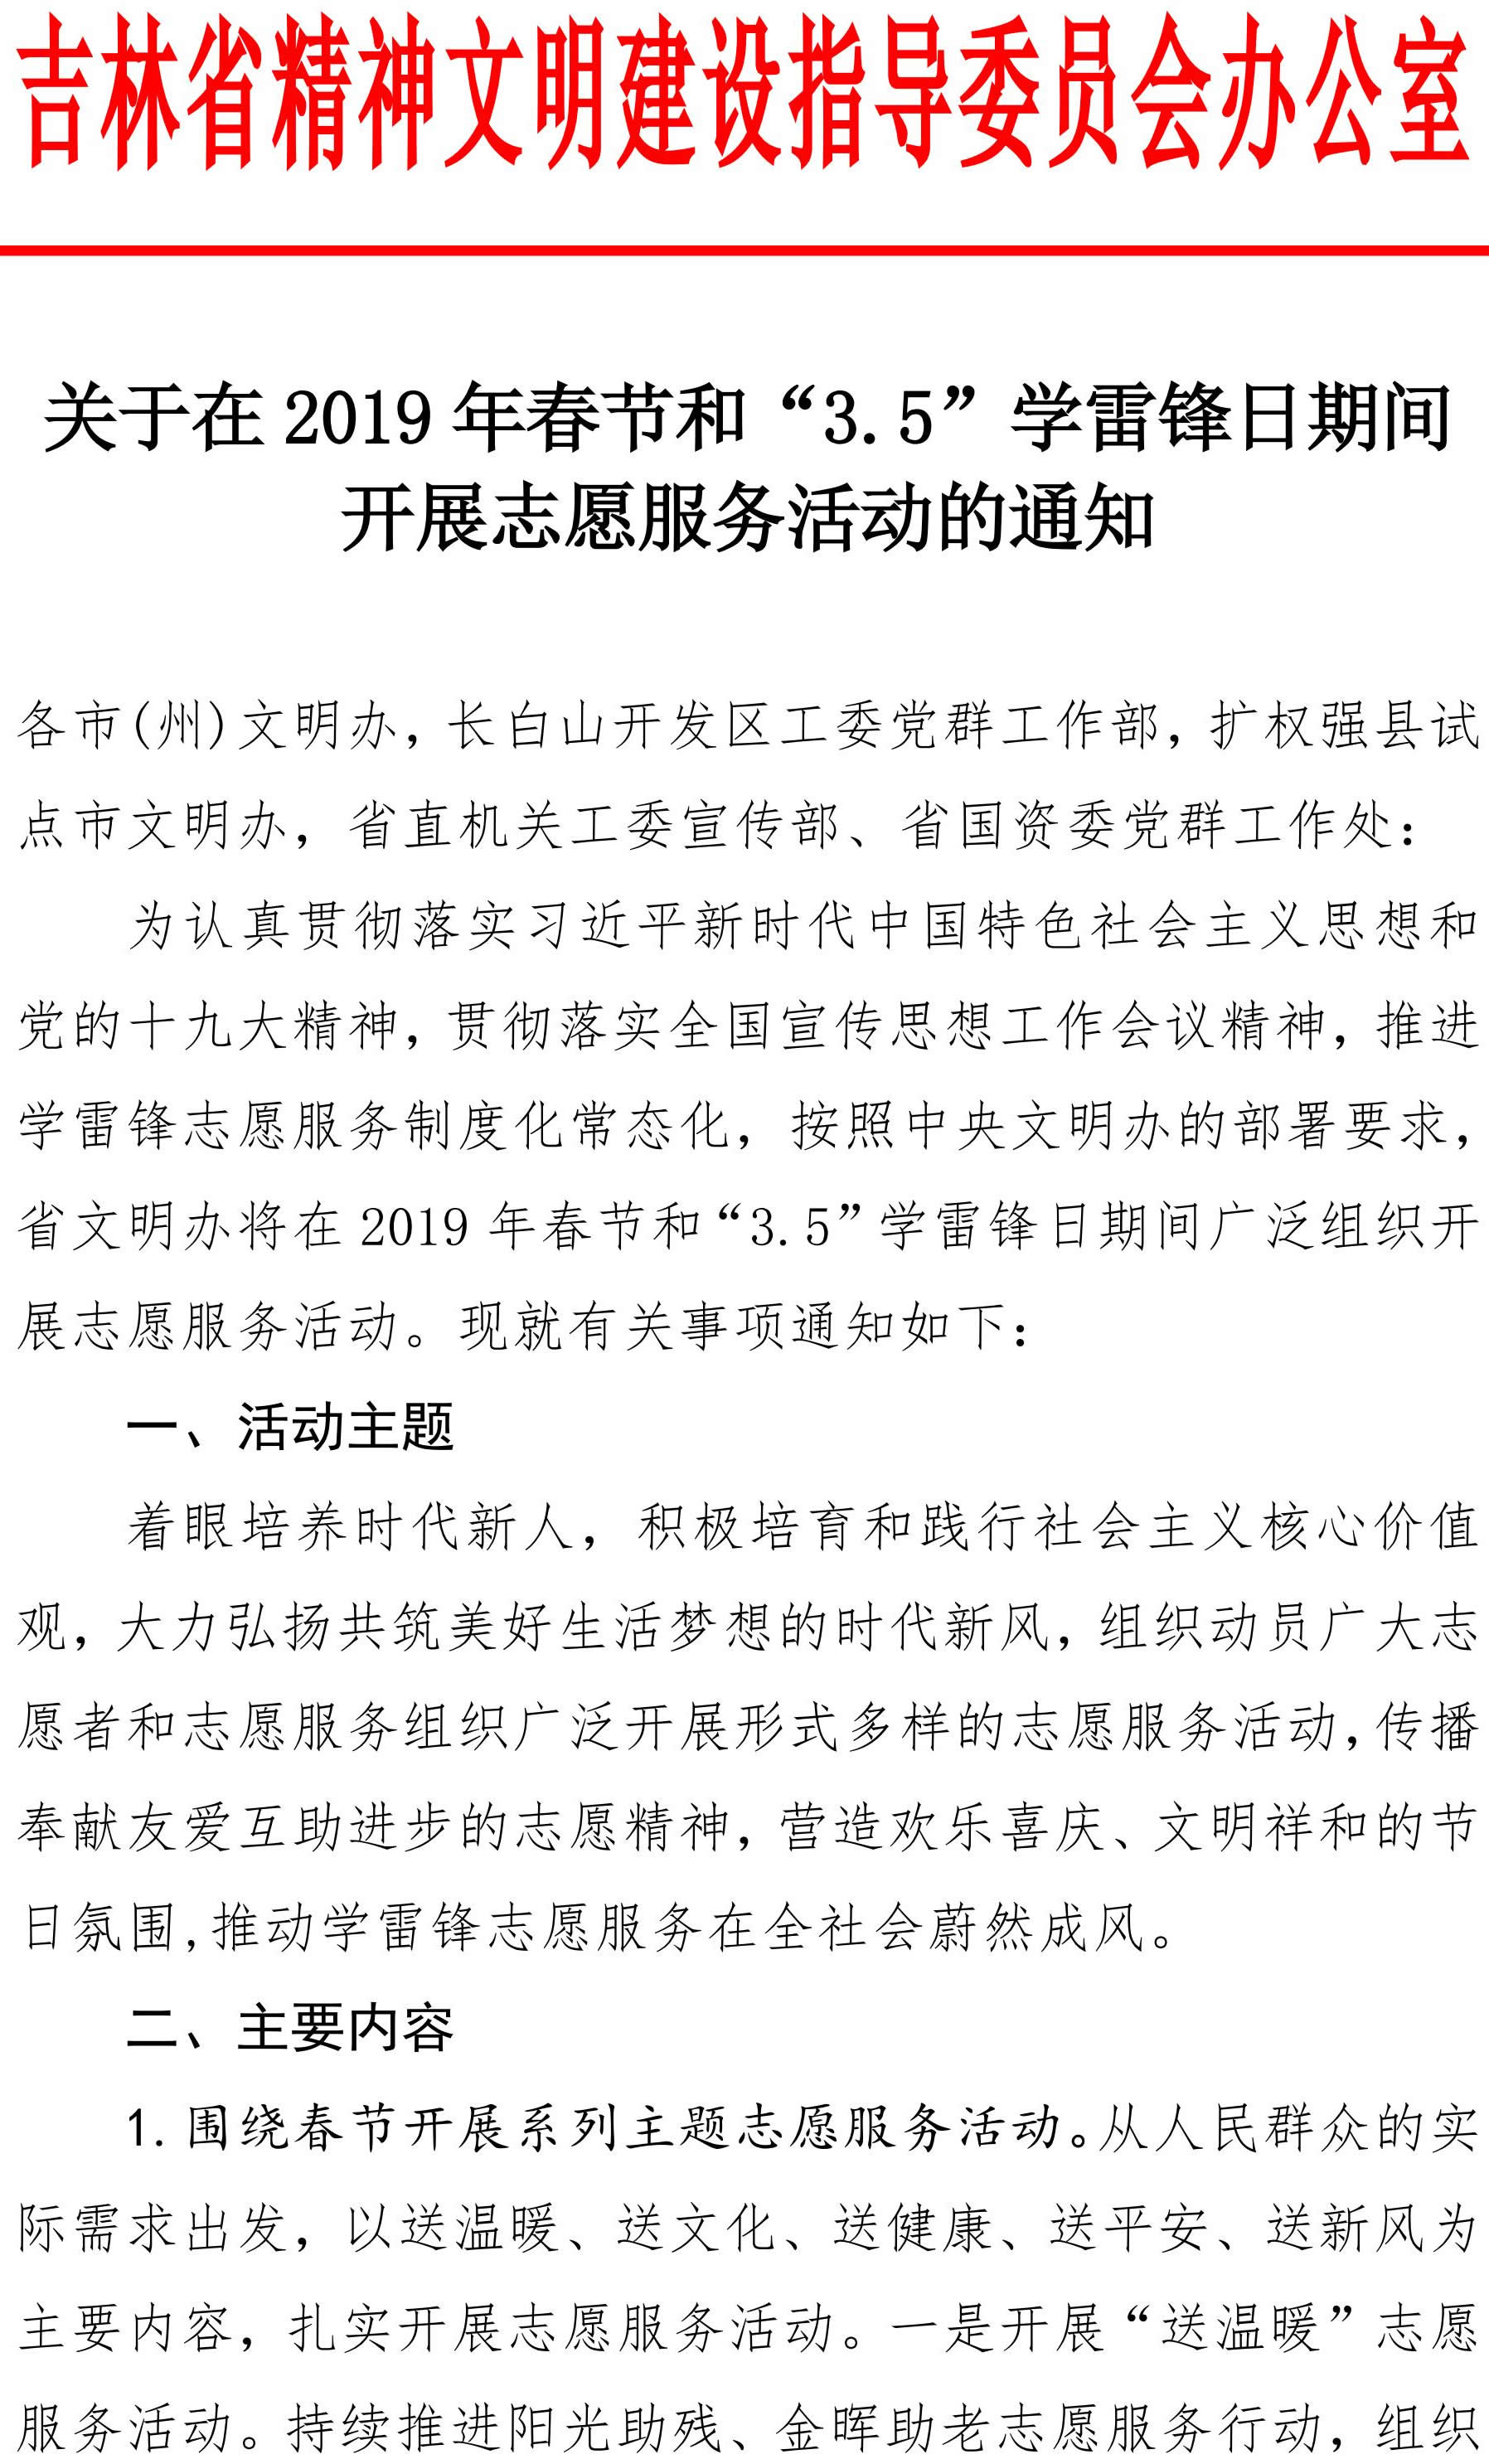 吉林省精神文明建设指导委员会办公室
关于在 2019 年春节和“3.5”学雷锋日期间
开展志愿服务活动的通知
各市(州)文明办，长白山开发区工委党群工作部，扩权强县试
点市文明办，省直机关工委宣传部、省国资委党群工作处：
为认真贯彻落实习近平新时代中国特色社会主义思想和
党的十九大精神，贯彻落实全国宣传思想工作会议精神，推进
学雷锋志愿服务制度化常态化，按照中央文明办的部署要求，
省文明办将在 2019 年春节和“3.5”学雷锋日期间广泛组织开
展志愿服务活动。现就有关事项通知如下：
一、活动主题
着眼培养时代新人，积极培育和践行社会主义核心价值
观，大力弘扬共筑美好生活梦想的时代新风，组织动员广大志
愿者和志愿服务组织广泛开展形式多样的志愿服务活动，传播
奉献友爱互助进步的志愿精神，营造欢乐喜庆、文明祥和的节
日氛围,推动学雷锋志愿服务在全社会蔚然成风。
二、主要内容
1.围绕春节开展系列主题志愿服务活动。从人民群众的实
际需求出发，以送温暖、送文化、送健康、送平安、送新风为
主要内容，扎实开展志愿服务活动。一是开展“送温暖”志愿
服务活动。持续推进阳光助残、金晖助老志愿服务行动，组织